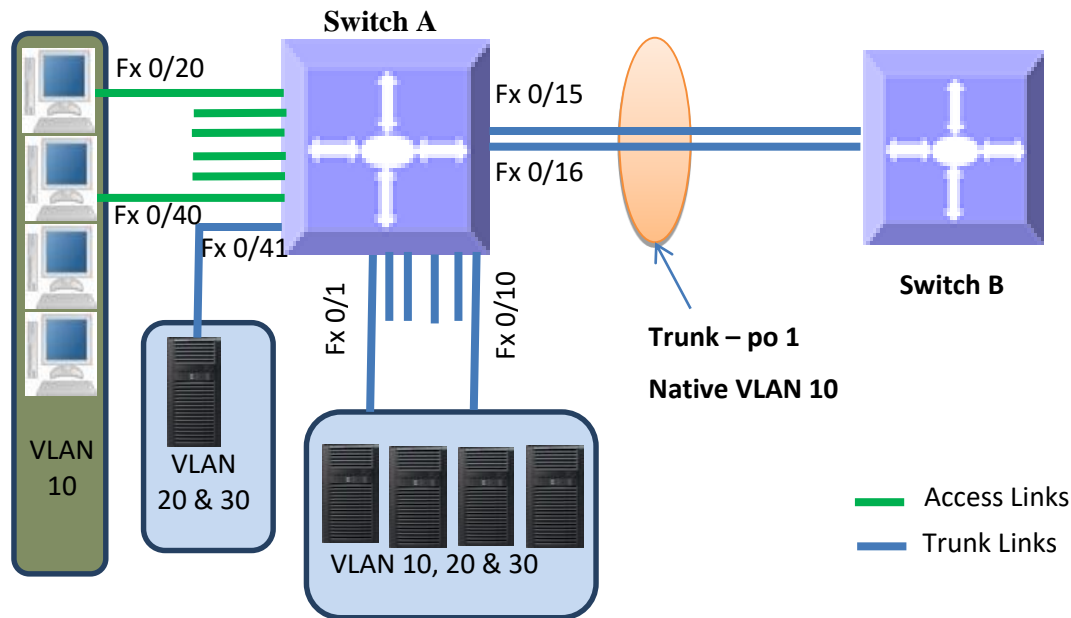 Switch A
Fx 0/20
Fx 0/15
Fx 0/16
Fx 0/40
Fx 0/41
Fx 0/1
Fx 0/10
Switch B
Trunk – po 1
Native VLAN 10
VLAN
10
VLAN
20 & 30
VLAN 10, 20 & 30
Access Links
Trunk Links